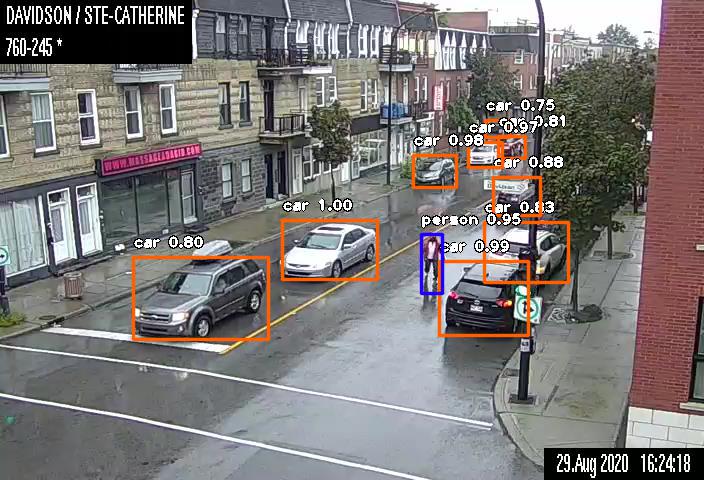 DAVIDSON / STE-CATHERINE
760-245 *
car 0.75
car 0.81
car 0.97
car 0.98
car 0.88
car 0.83
car 1.00
person 0.95
car 0.99
car 0.80
29.Aug 2020 16:24:18